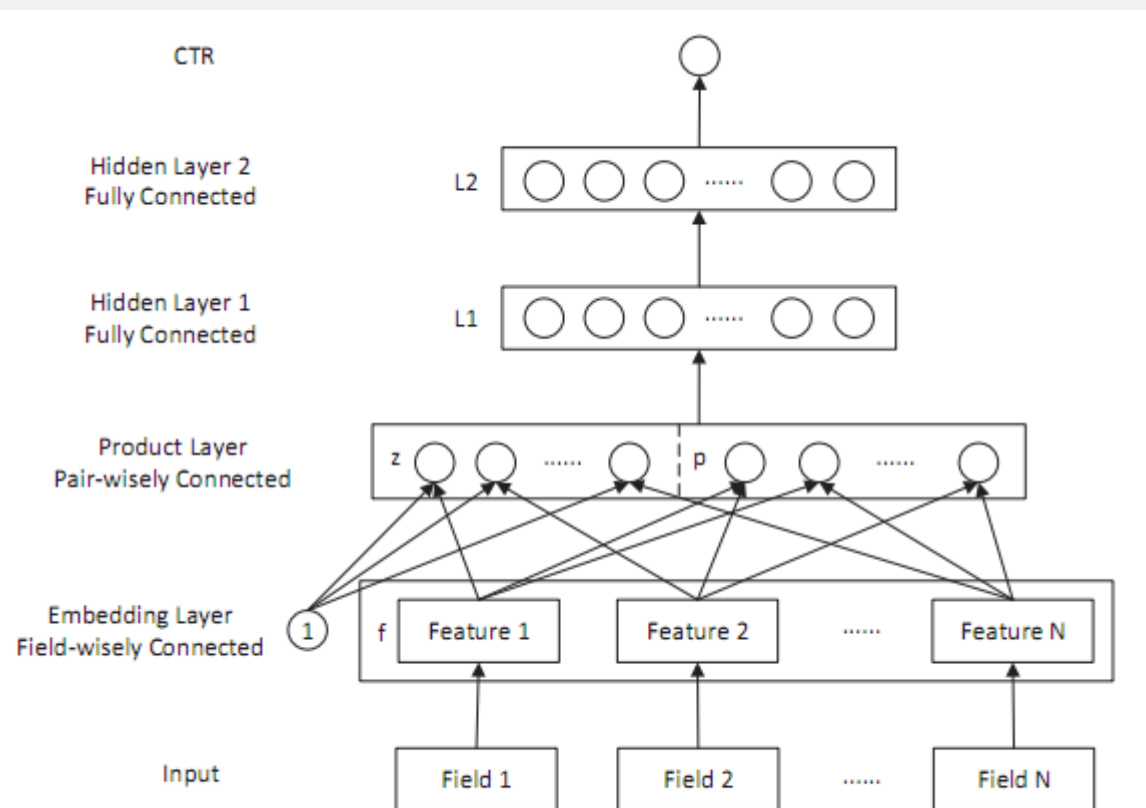 CTR
Hidden Layer 2
Fully Connected
L2
......
Hidden Layer 1
Fully Connected
L1
......
Product Layer
Pair-wisely Connected
z
......
p
......
Embedding Layer
Field-wisely Connected
1
f
Feature 1
Feature 2
......
Feature N
Input
Field 1
Field 2
......
Field N